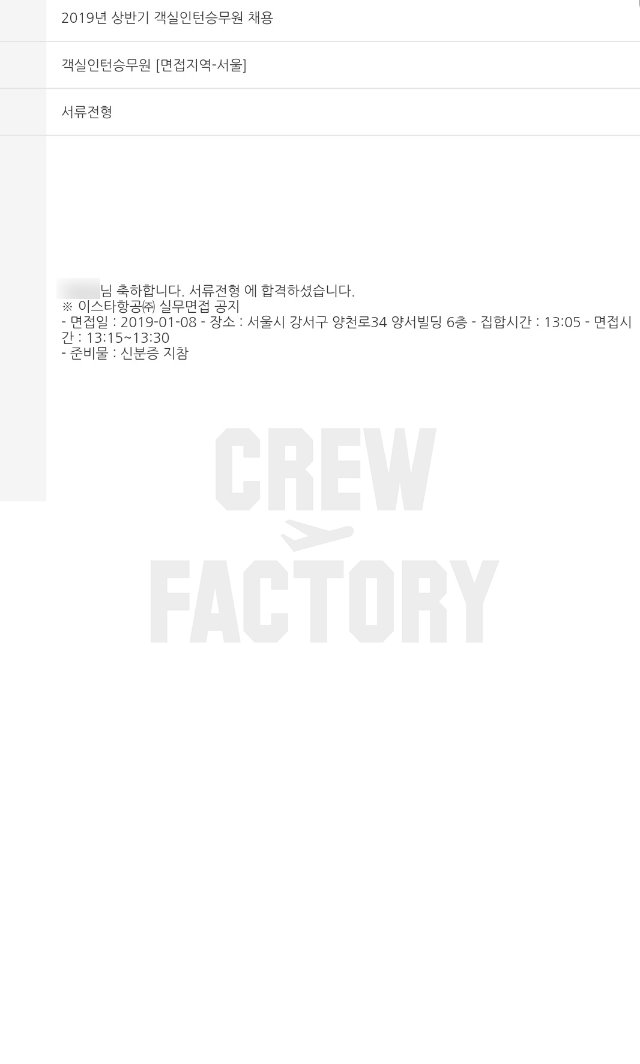 2019년 상반기 객실인턴승무원 채용
객실인턴승무원 [면접지역-서울]
서류전형
님 축하합니다. 서류전형 에 합격하셨습니다.
※ 이스타항공㈜ 실무면접 공지
- 면접일 : 2019-01-08 - 장소 : 서울시 강서구 양천로34 양서빌딩 6층 - 집합시간 : 13:05 - 면접시
간 : 13:15~13:30
- 준비물 : 신분증 지참
CREW
FACTORY